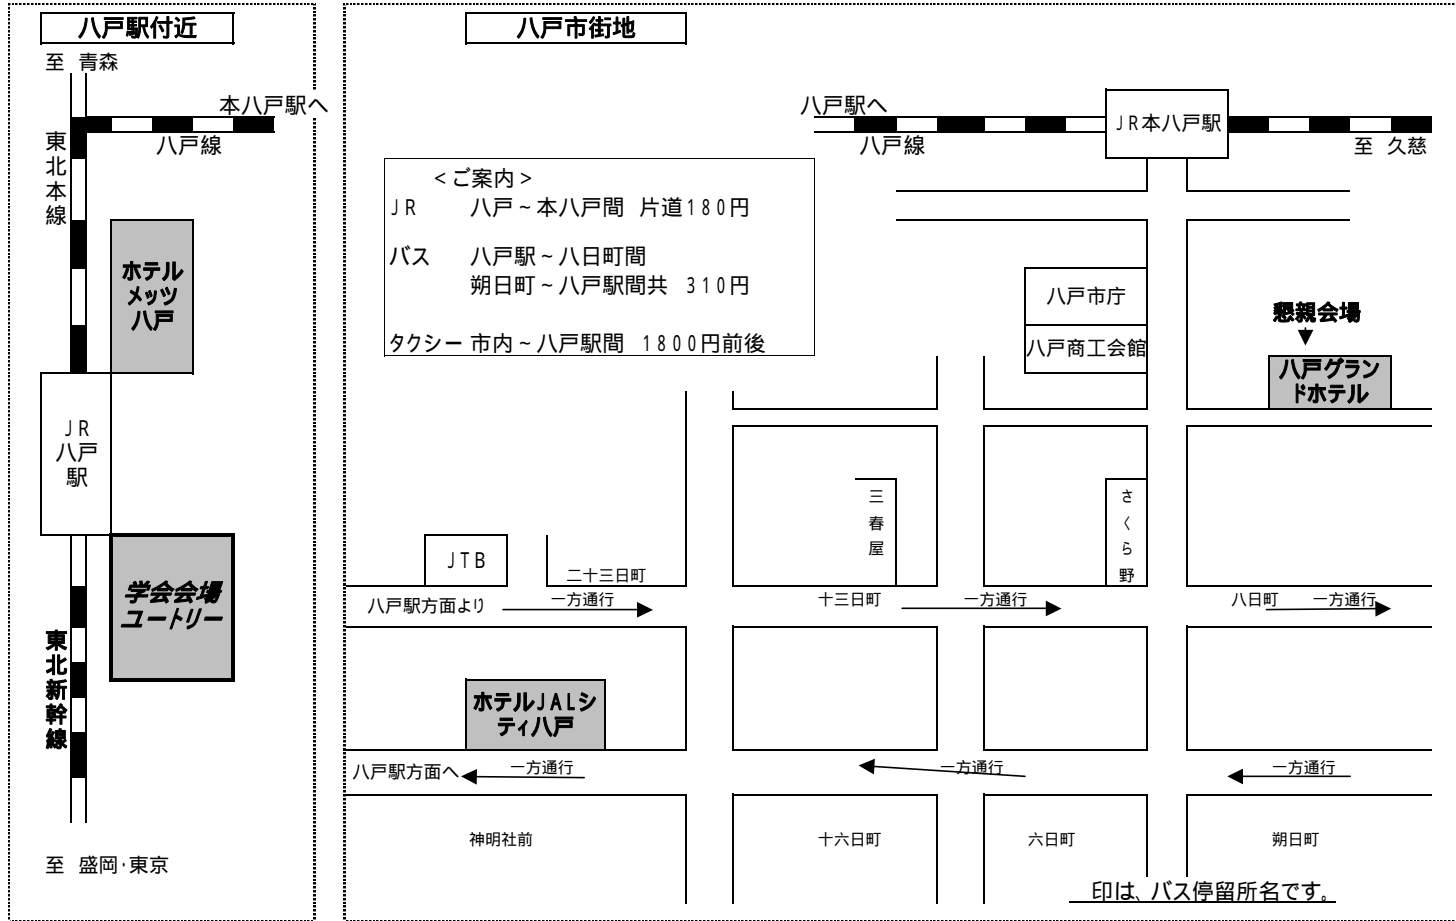 八戸駅付近
至 青森
本八戸駅へ
八戸線
東北本線
ホテル
メッツ
八戸
JR
八戸
駅
学会会場
ユートリー
東北新幹線
至 盛岡・東京
八戸市街地
八戸駅へ
八戸線
JR本八戸駅
至 久慈
<ご案内>
JR 八戸~本八戸間 片道180円
バス 八戸駅~八日町間
朔日町~八戸駅間共 310円
タクシー 市内~八戸駅間 1800円前後
八戸市庁
八戸商工会館
懇親会場
▼
八戸グラン
ドホテル
三春屋
さくら野
JTB
二十三日町
八戸駅方面より
一方通行
十三日町
一方通行
八日町
一方通行
ホテルJALシ
ティ八戸
八戸駅方面へ
一方通行
一方通行
一方通行
神明社前
十六日町
六日町
朔日町
印は、バス停留所名です。